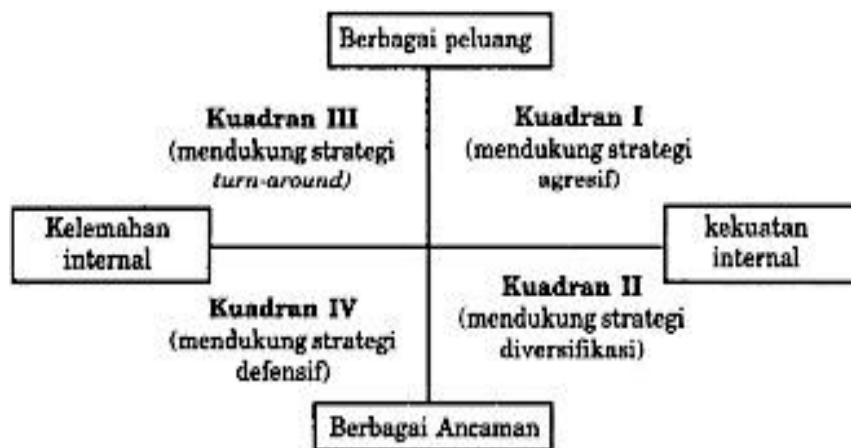 Berbagai peluang
Kuadran III
(mendukung strategi
turn-around)
Kuadran I
(mendukung strategi
agresif)
Kelemahan
internal
kekuatan
internal
Kuadran IV
(mendukung strategi
defensif)
Kuadran II
(mendukung strategi
diversifikasi)
Berbagai Ancaman